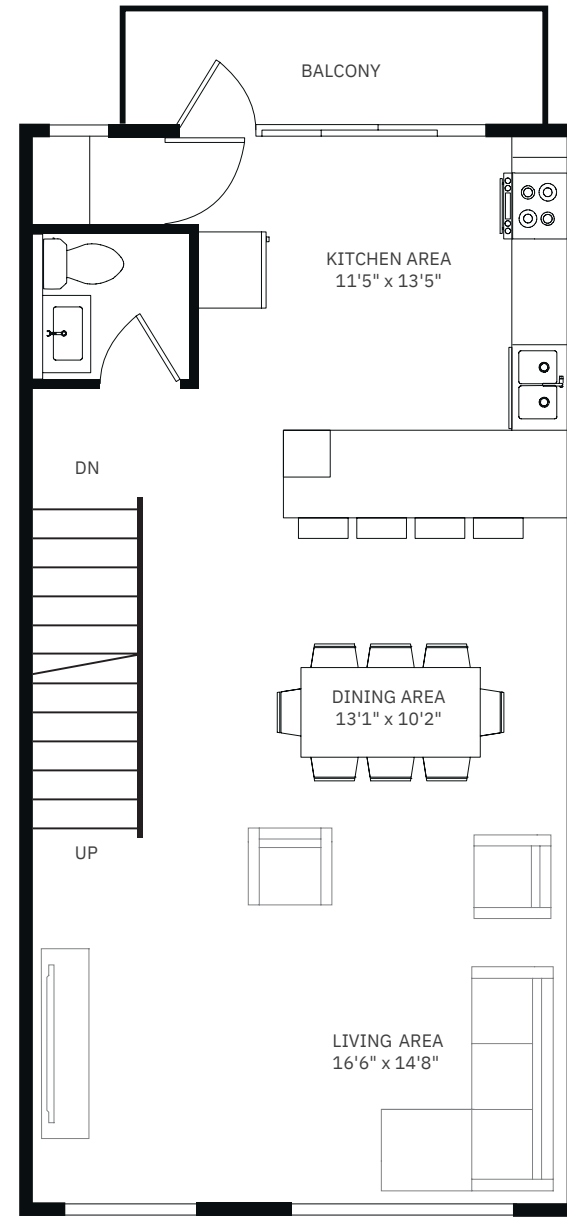 BALCONY
KITCHEN AREA
11'5" x 13'5"
DN
DINING AREA
13'1" x 10'2"
UP
LIVING AREA
16'6" x 14'8"